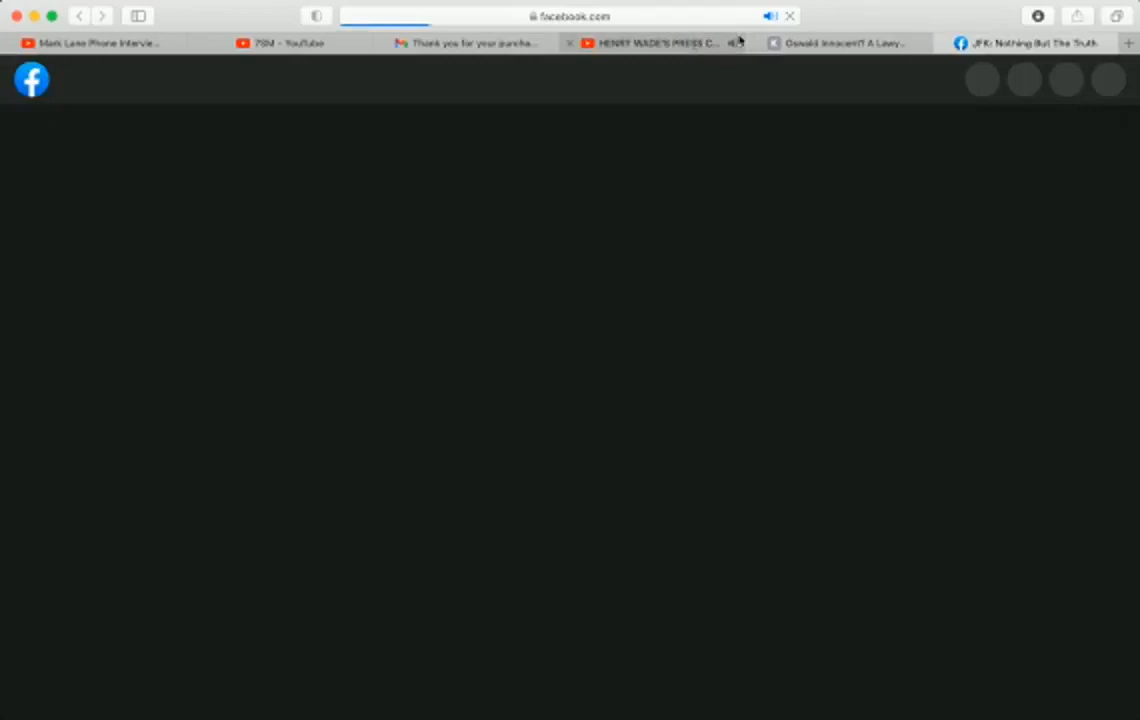 facebook.com
Mark Lane Phone Intervie...
78M - YouTube
Thank you for your purcha...
HENRY WADE'S PRESS C...
Oswald Innocent? A Lawy...
JFK: Nothing But The Truth